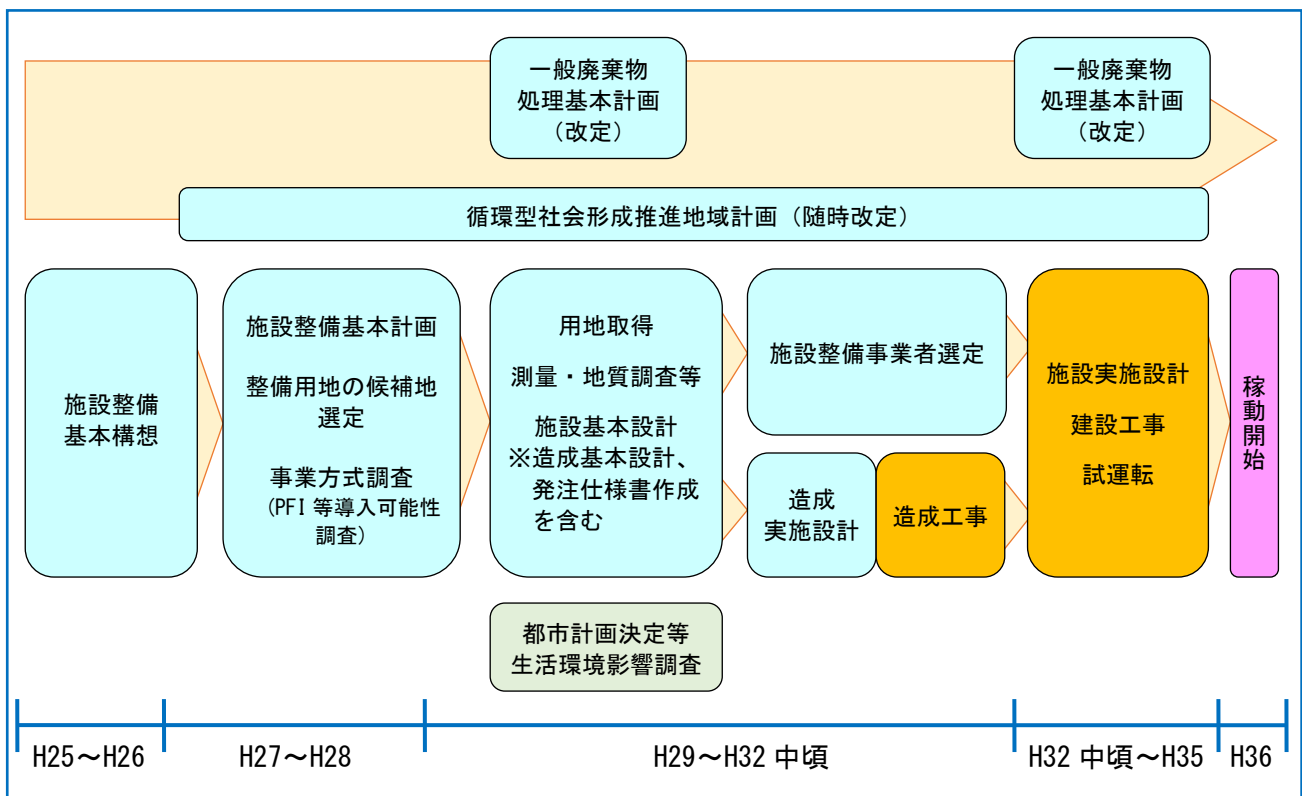 一般廃棄物
処理基本計画
（改定）
一般廃棄物
処理基本計画
（改定）
循環型社会形成推進地域計画（随時改定）
施設整備
基本構想
施設整備基本計画
整備用地の候補地
選定
事業方式調査
（PFI 等導入可能性
調査）
用地取得
測量・地質調査等
施設基本設計
※造成基本設計、
発注仕様書作成
を含む
施設整備事業者選定
造成
実施設計
造成工事
施設実施設計
建設工事
試運転
稼動開始
都市計画決定等
生活環境影響調査
H25～H26
H27～H28
H29～H32 中頃
H32 中頃～H35
H36